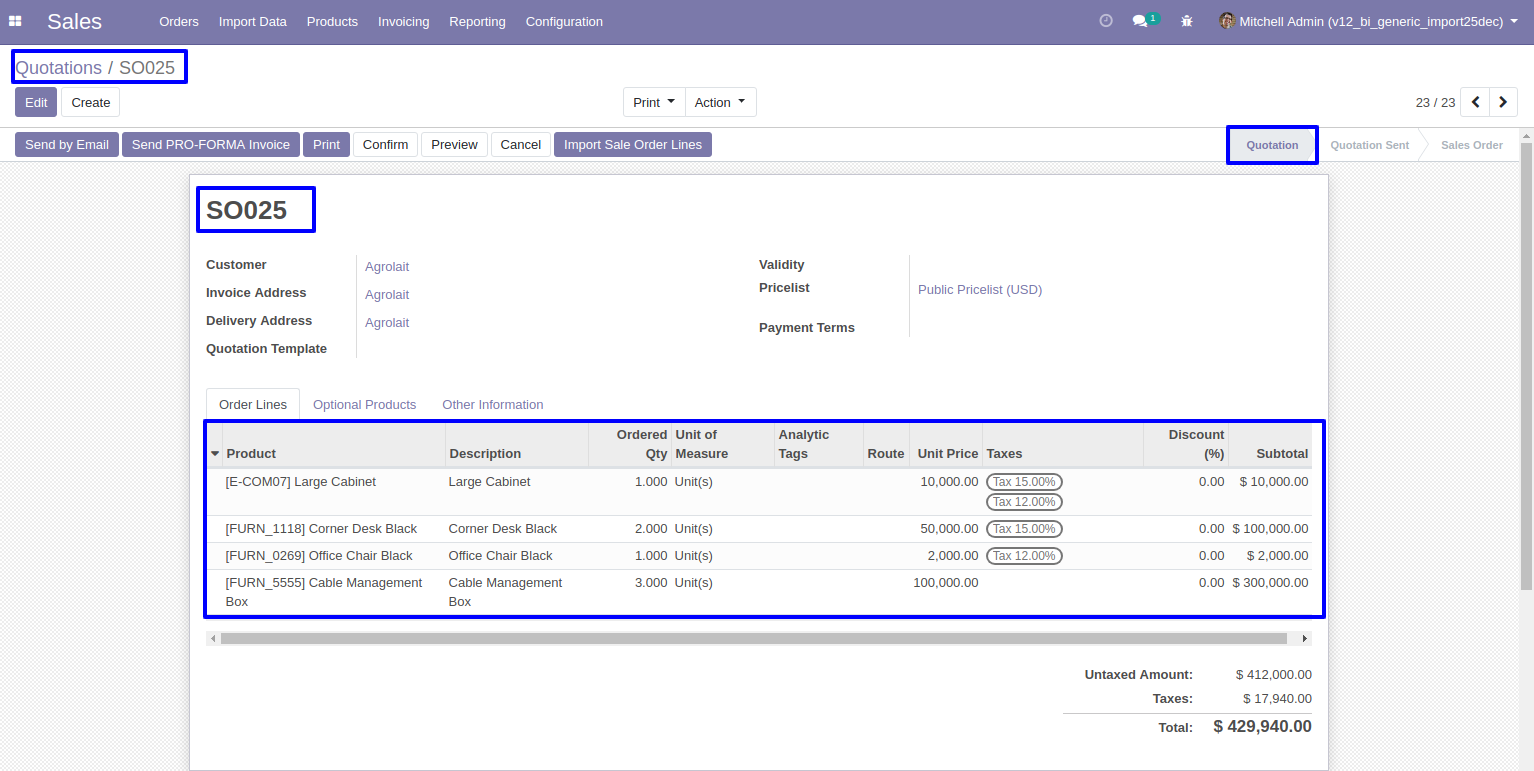 Sales Orders Import Data Products Invoicing Reporting Configuration 1 Mitchell Admin (v12_bi_generic_import25dec)
Quotations / SO025
Edit Create Print Action 23 / 23
Send by Email Send PRO-FORMA Invoice Print Confirm Preview Cancel Import Sale Order Lines Quotation Quotation Sent Sales Order
SO025
Customer Agrolait Validity
Invoice Address Agrolait Pricelist Public Pricelist (USD)
Delivery Address Agrolait Payment Terms
Quotation Template
Order Lines Optional Products Other Information
Ordered Unit of Analytic Discount
Product Description Qty Measure Tags Route Unit Price Taxes (%) Subtotal
[E-COM07] Large Cabinet Large Cabinet 1.000 Unit(s) 10,000.00 Tax 15.00% 0.00 $ 10,000.00
Tax 12.00%
[FURN_1118] Corner Desk Black Corner Desk Black 2.000 Unit(s) 50,000.00 Tax 15.00% 0.00 $ 100,000.00
[FURN_0269] Office Chair Black Office Chair Black 1.000 Unit(s) 2,000.00 Tax 12.00% 0.00 $ 2,000.00
[FURN_5555] Cable Management Cable Management 3.000 Unit(s) 100,000.00 0.00 $ 300,000.00
Box Box
Untaxed Amount: $ 412,000.00
Taxes: $ 17,940.00
Total: $ 429,940.00